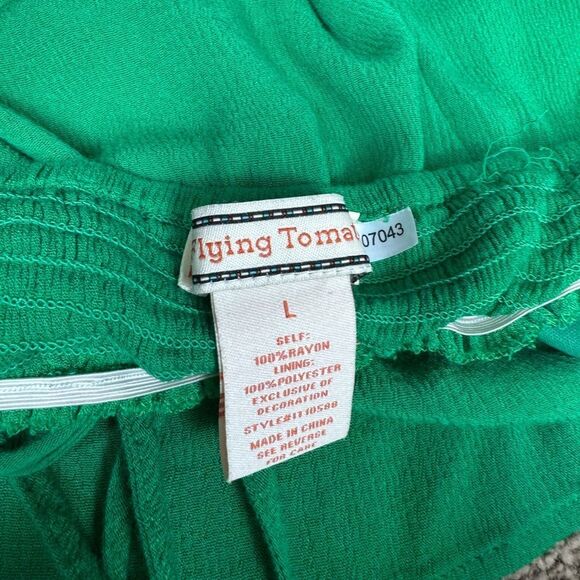 Flying Tomat
07043
L
SELF:
100%RAYON
LINING:
100%POLYESTER
EXCLUSIVE OF
DECORATION
STYLE#IT10588
MADE IN CHINA
SEE REVERSE
FOR CARE